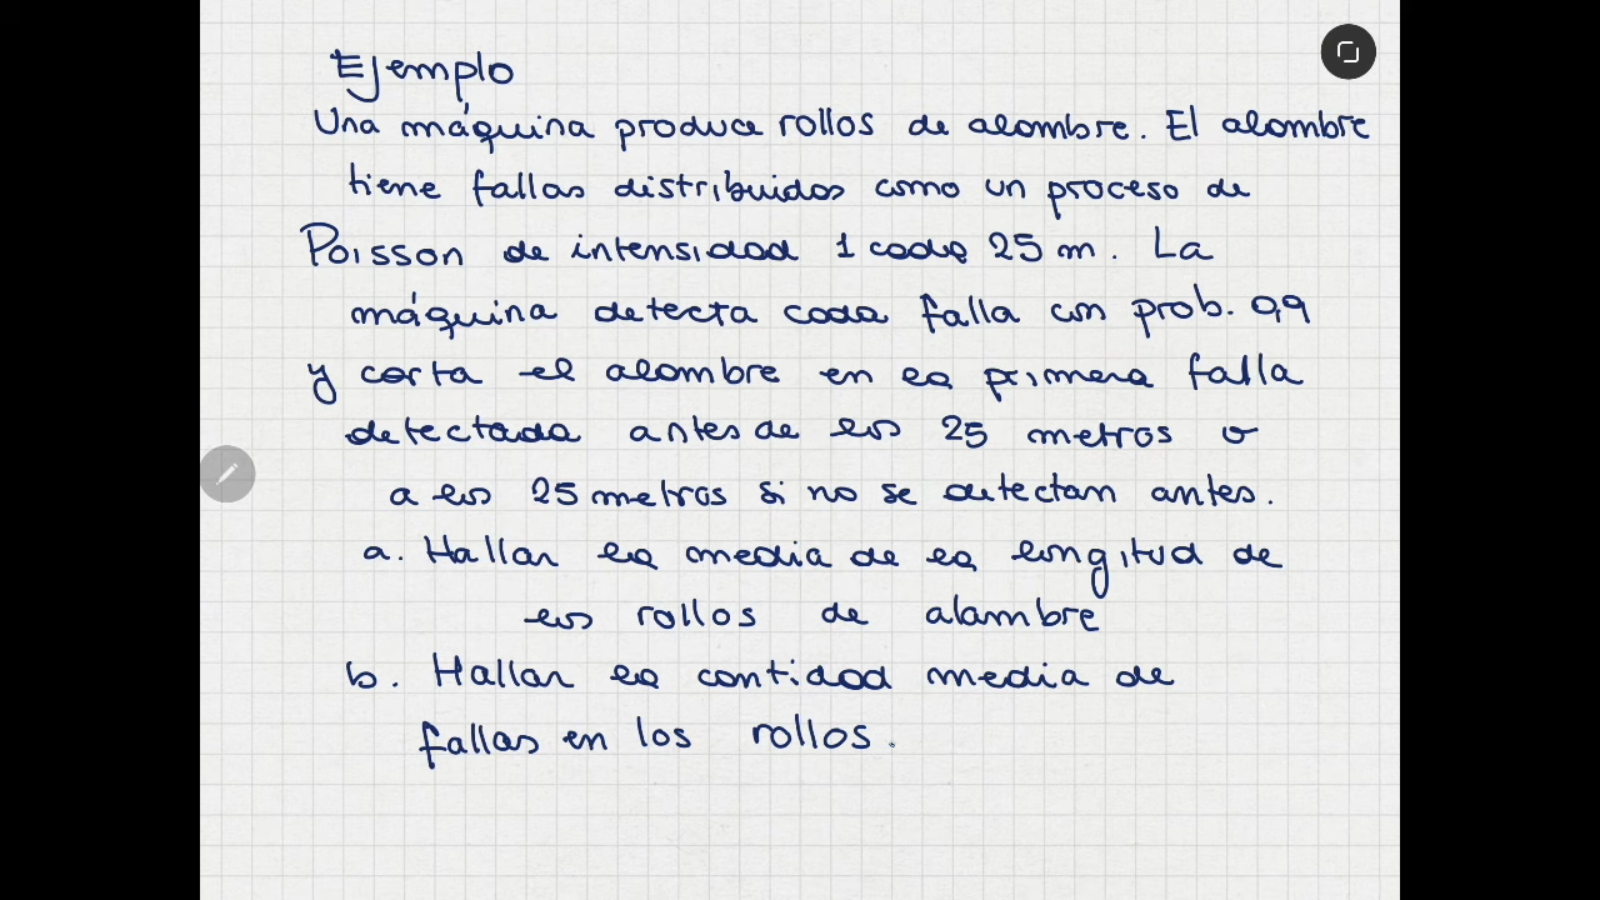 Ejemplo
Una máquina produce rollos de alambre. El alambre
tiene fallas distribuidas como un proceso de
Poisson de intensidad 1 cada 25 m. La
máquina detecta cada falla con prob. 0,9
y corta el alambre en la primera falla
detectada antes de los 25 metros o
a los 25 metros si no se detectan antes.
a. Hallar la media de la longitud de
los rollos de alambre
b. Hallar la cantidad media de
fallas en los rollos.